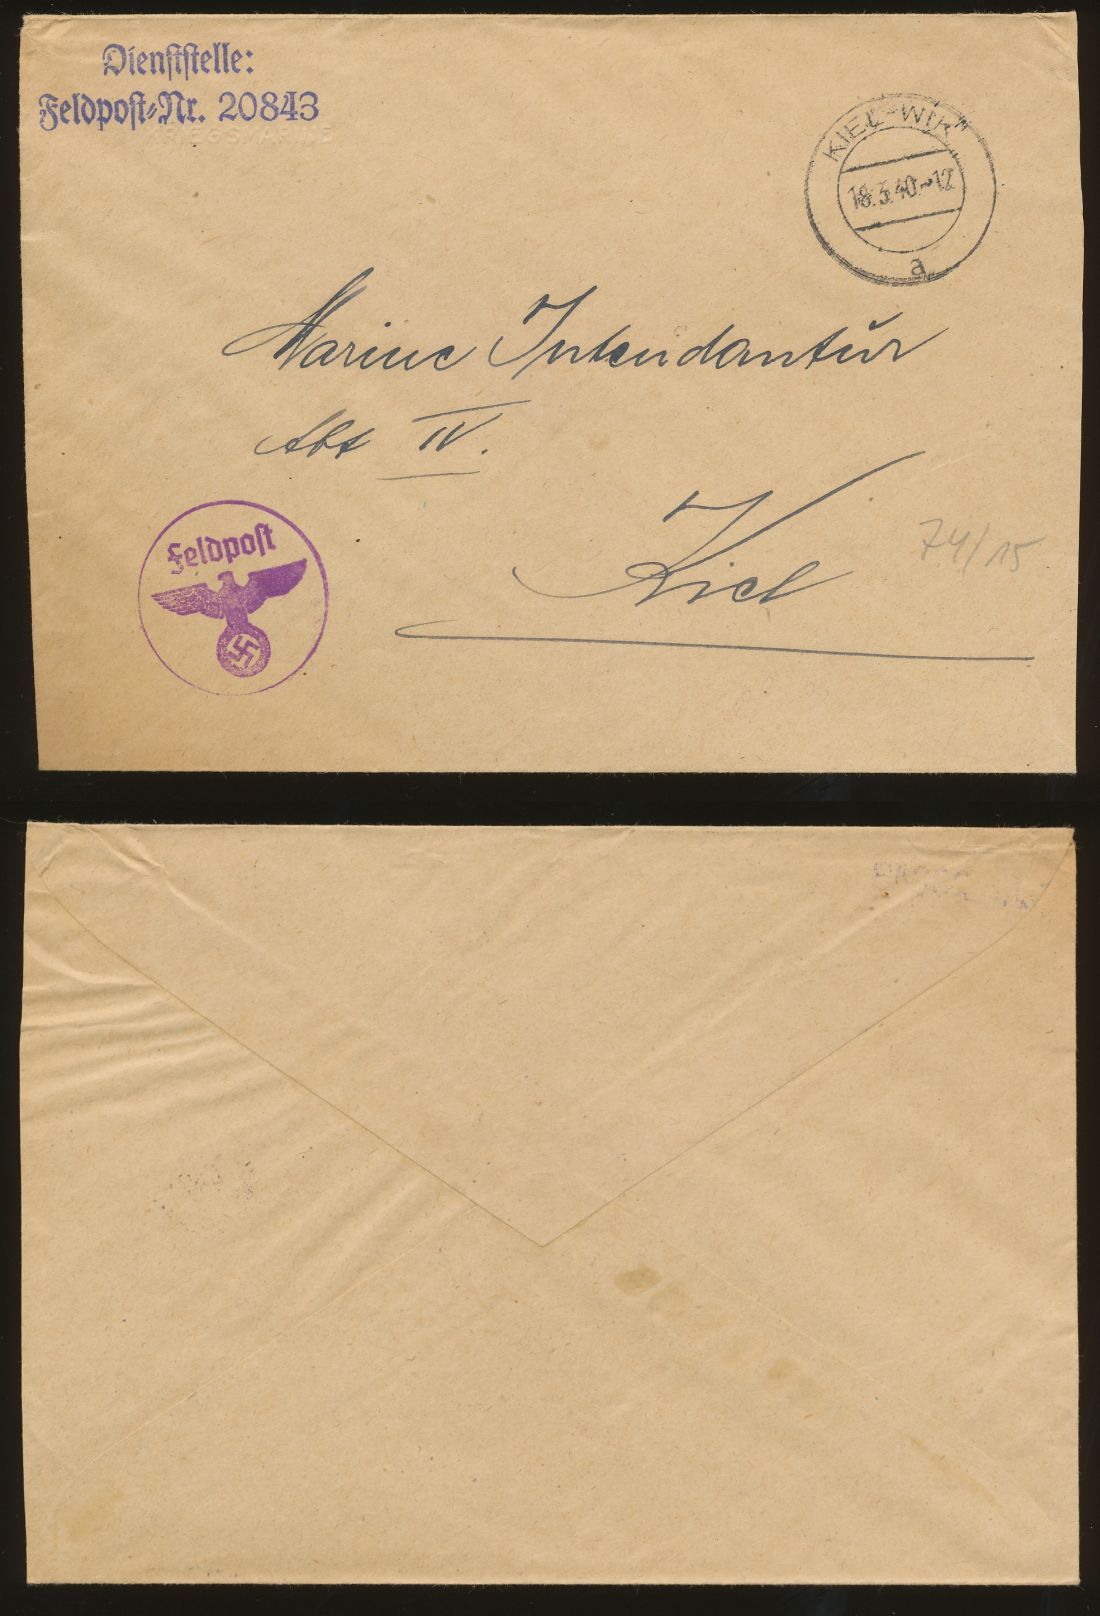 Dienststelle:
Feldpost-Nr. 20843
KIEL-WIK
18.3.40.-12
a
Marine Intendantur
Abt IV.
Kiel
74/15
Feldpost